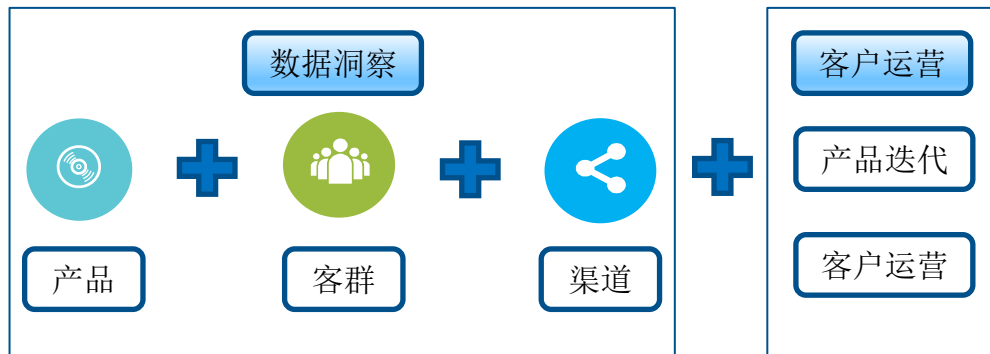 数据洞察
产品
客群
渠道
客户运营
产品迭代
客户运营